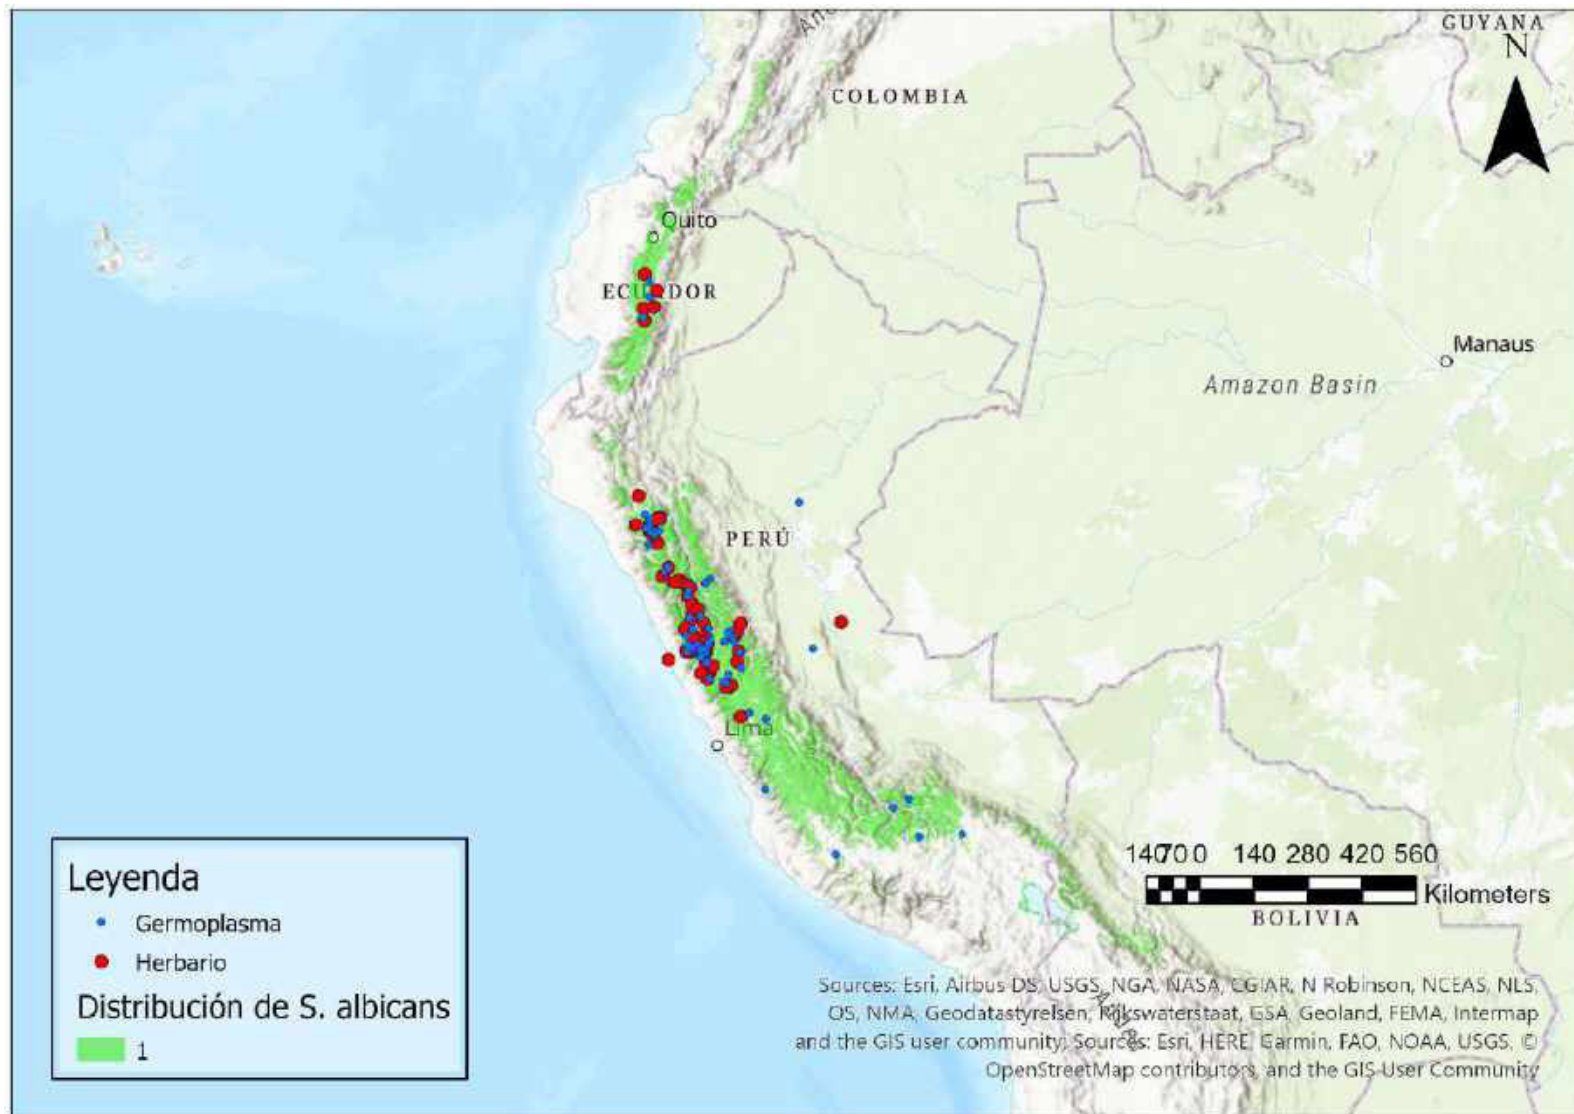 GUYANA
N
COLOMBIA
Quito
ECUADOR
Manaus
Amazon Basin
PERÚ
Lima
140 70 0 140 280 420 560
Kilometers
BOLIVIA
Leyenda
Germoplasma
Herbario
Distribución de S. albicans
1
Sources: Esri, Airbus DS, USGS, NGA, NASA, CGIAR, N Robinson, NCEAS, NLS,
OS, NMA, Geodatastyrelsen, Rijkswaterstaat, GSA, Geoland, FEMA, Intermap
and the GIS user community, Sources: Esri, HERE, Garmin, FAO, NOAA, USGS, ©
OpenStreetMap contributors, and the GIS User Community